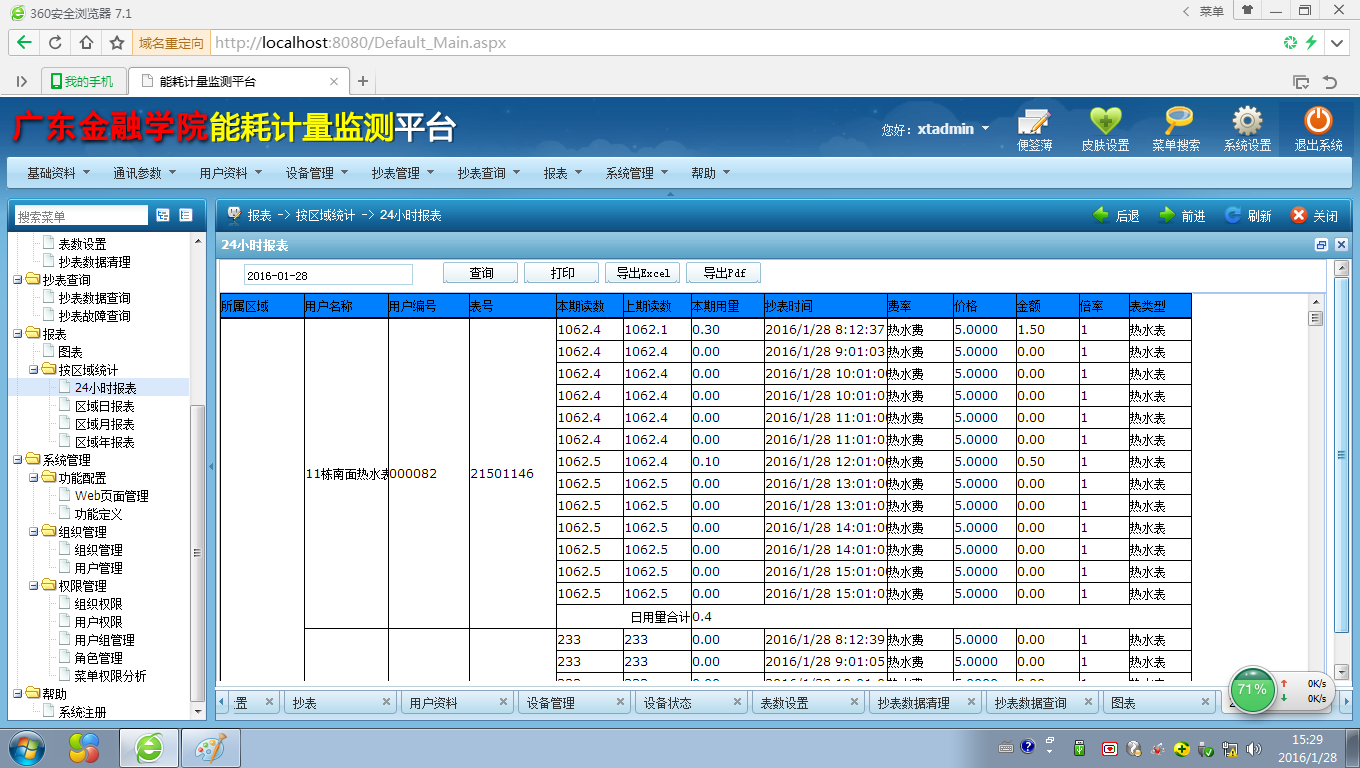 360安全浏览器 7.1
菜单
域名重定向 http://localhost:8080/Default_Main.aspx
我的手机 能耗计量监测平台
广东金融学院能耗计量监测平台
您好：xtadmin 便签薄 皮肤设置 菜单搜索 系统设置 退出系统
基础资料 通讯参数 用户资料 设备管理 抄表管理 抄表查询 报表 系统管理 帮助
搜索菜单
表数设置
抄表数据清理
抄表查询
抄表数据查询
抄表故障查询
报表
图表
按区域统计
24小时报表
区域日报表
区域月报表
区域年报表
系统管理
功能配置
Web页面管理
功能定义
组织管理
组织管理
用户管理
权限管理
组织权限
用户权限
用户组管理
角色管理
菜单权限分析
帮助
系统注册
报表 -> 按区域统计 -> 24小时报表 后退 前进 刷新 关闭
24小时报表
2016-01-28 查询 打印 导出Excel 导出Pdf
所属区域 用户名称 用户编号 表号 本期读数 上期读数 本期用量 抄表时间 费率 价格 金额 倍率 表类型
1062.4 1062.1 0.30 2016/1/28 8:12:37 热水费 5.0000 1.50 1 热水表
1062.4 1062.4 0.00 2016/1/28 9:01:03 热水费 5.0000 0.00 1 热水表
1062.4 1062.4 0.00 2016/1/28 10:01:00 热水费 5.0000 0.00 1 热水表
1062.4 1062.4 0.00 2016/1/28 10:01:0 热水费 5.0000 0.00 1 热水表
1062.4 1062.4 0.00 2016/1/28 11:01:0 热水费 5.0000 0.00 1 热水表
1062.4 1062.4 0.00 2016/1/28 11:01:0 热水费 5.0000 0.00 1 热水表
1062.5 1062.4 0.10 2016/1/28 12:01:0 热水费 5.0000 0.50 1 热水表
11栋南面热水表 000082 21501146 1062.5 1062.5 0.00 2016/1/28 13:01:0 热水费 5.0000 0.00 1 热水表
1062.5 1062.5 0.00 2016/1/28 13:01:0 热水费 5.0000 0.00 1 热水表
1062.5 1062.5 0.00 2016/1/28 14:01:0 热水费 5.0000 0.00 1 热水表
1062.5 1062.5 0.00 2016/1/28 14:01:0 热水费 5.0000 0.00 1 热水表
1062.5 1062.5 0.00 2016/1/28 15:01:0 热水费 5.0000 0.00 1 热水表
1062.5 1062.5 0.00 2016/1/28 15:01:0 热水费 5.0000 0.00 1 热水表
日用量合计 0.4
233 233 0.00 2016/1/28 8:12:39 热水费 5.0000 0.00 1 热水表
233 233 0.00 2016/1/28 9:01:05 热水费 5.0000 0.00 1 热水表
置 抄表 用户资料 设备管理 设备状态 表数设置 抄表数据清理 抄表数据查询 图表
71% 0K/s
0K/s
15:29
2016/1/28